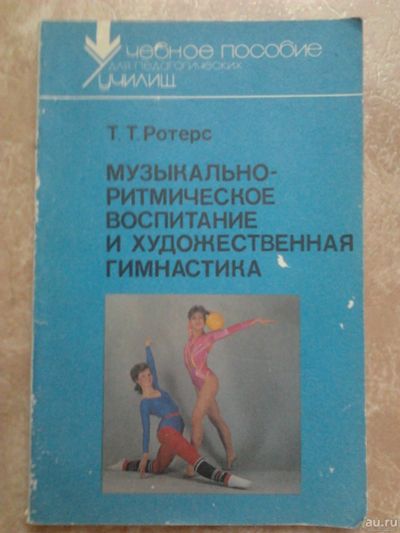 Учебное пособие
для педагогических
училищ
Т. Т. Ротерс
МУЗЫКАЛЬНО-
РИТМИЧЕСКОЕ
ВОСПИТАНИЕ
И ХУДОЖЕСТВЕННАЯ
ГИМНАСТИКА
au.ru